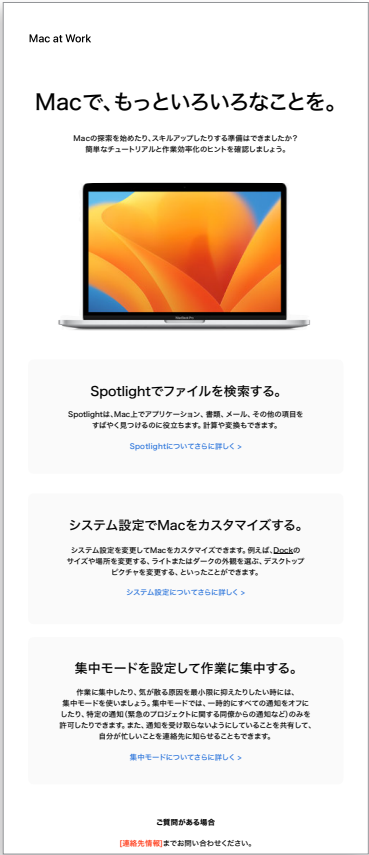 Mac at Work
Macで、もっといろいろなことを。
Macの探索を始めたり、スキルアップしたりする準備はできましたか？
簡単なチュートリアルと作業効率化のヒントを確認しましょう。
MacBook Pro
Spotlightでファイルを検索する。
Spotlightは、Mac上でアプリケーション、書類、メール、その他の項目を
すばやく見つけるのに役立ちます。計算や変換もできます。
Spotlightについてさらに詳しく >
システム設定でMacをカスタマイズする。
システム設定を変更してMacをカスタマイズできます。例えば、Dockの
サイズや場所を変更する、ライトまたはダークの外観を選ぶ、デスクトップ
ピクチャを変更する、といったことができます。
システム設定についてさらに詳しく >
集中モードを設定して作業に集中する。
作業に集中したり、気が散る原因を最小限に抑えたりしたい時には、
集中モードを使いましょう。集中モードでは、一時的にすべての通知をオフに
したり、特定の通知（緊急のプロジェクトに関する同僚からの通知など）のみを
許可したりできます。また、通知を受け取らないようにしていることを共有して、
自分が忙しいことを連絡先に知らせることもできます。
集中モードについてさらに詳しく >
ご質問がある場合
[連絡先情報]までお問い合わせください。